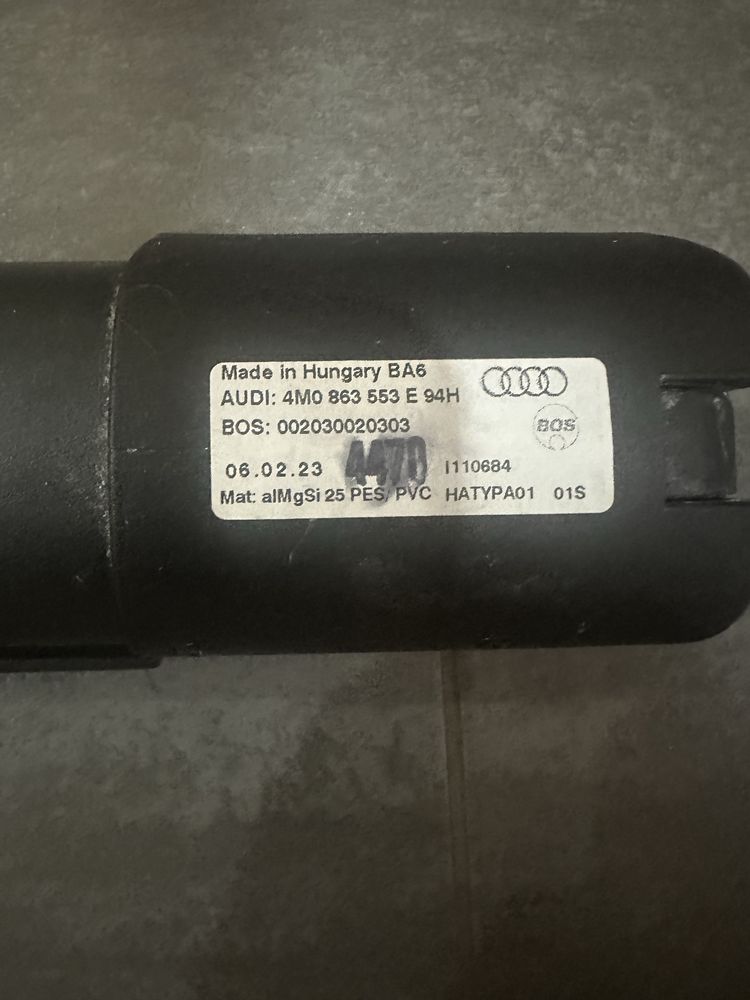 Made in Hungary BA6
AUDI: 4M0 863 553 E 94H
BOS: 002030020303
BOS
06.02.23 4470 I110684
Mat: alMgSi 25 PES/PVC HATYPA01 01S